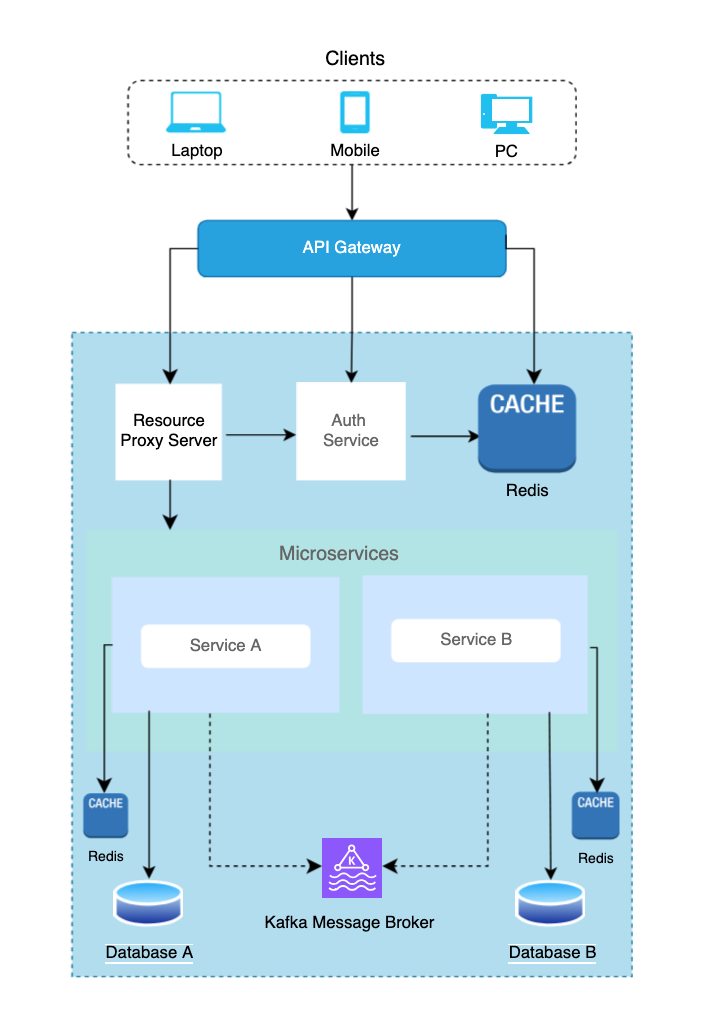 Clients
Laptop
Mobile
PC
API Gateway
Resource
Proxy Server
Auth
Service
CACHE
Redis
Microservices
Service A
Service B
CACHE
Redis
K
CACHE
Redis
Kafka Message Broker
Database A
Database B